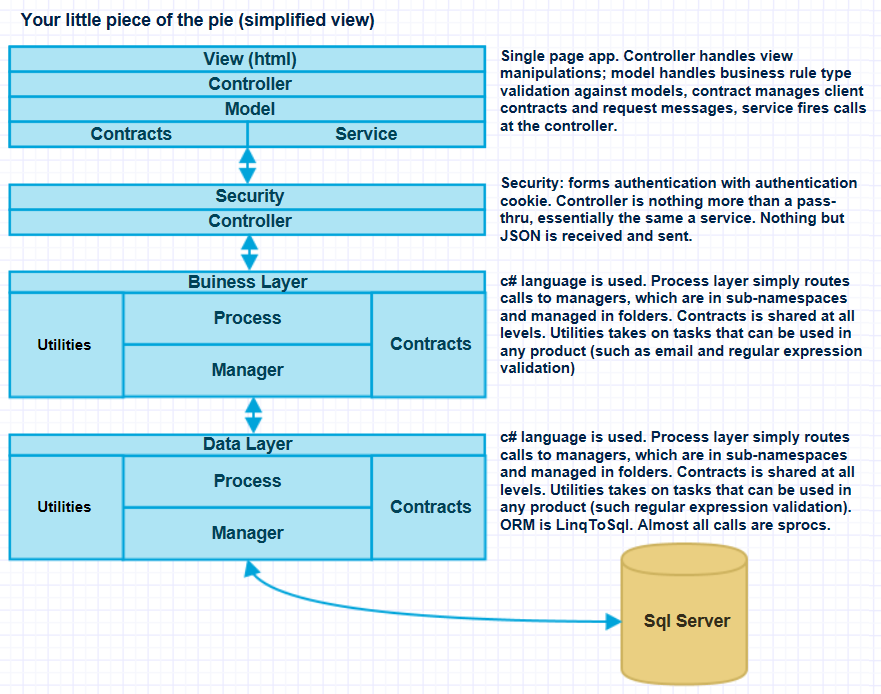 Your little piece of the pie (simplified view)
View (html)
Controller
Model
Contracts
Service
Single page app. Controller handles view
manipulations; model handles business rule type
validation against models, contract manages client
contracts and request messages, service fires calls
at the controller.
Security
Controller
Security: forms authentication with authentication
cookie. Controller is nothing more than a pass-
thru, essentially the same a service. Nothing but
JSON is received and sent.
Buiness Layer
Utilities
Process
Manager
Contracts
c# language is used. Process layer simply routes
calls to managers, which are in sub-namespaces
and managed in folders. Contracts is shared at all
levels. Utilities takes on tasks that can be used in
any product (such as email and regular expression
validation)
Data Layer
Utilities
Process
Manager
Contracts
c# language is used. Process layer simply routes
calls to managers, which are in sub-namespaces
and managed in folders. Contracts is shared at all
levels. Utilities takes on tasks that can be used in
any product (such regular expression validation).
ORM is LinqToSql. Almost all calls are sprocs.
Sql Server